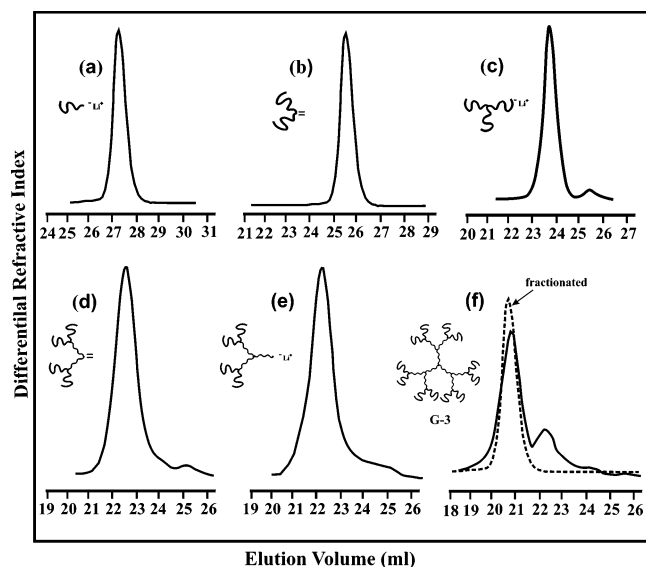 Differentilal Refractive Index
(a)
⁻Li⁺
24 25 26 27 28 29 30 31
(b)
=
21 22 23 24 25 26 27 28 29
(c)
⁻Li⁺
20 21 22 23 24 25 26 27
(d)
=
19 20 21 22 23 24 25 26
(e)
⁻Li⁺
19 20 21 22 23 24 25 26
(f)
fractionated
G-3
18 19 20 21 22 23 24 25 26
Elution Volume (ml)